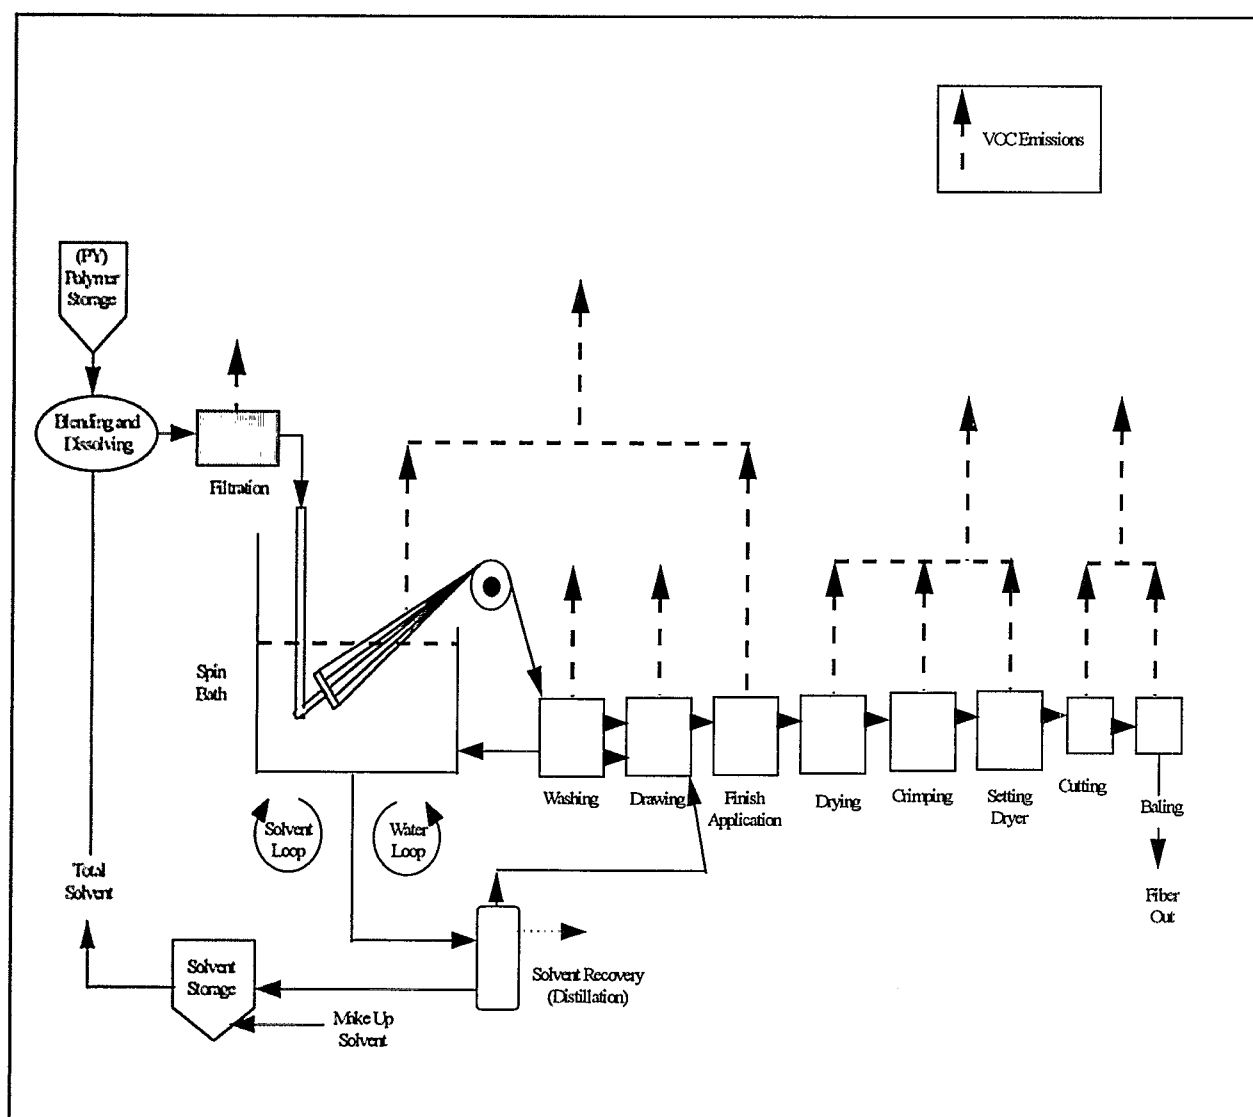 VOC Emissions
(PY)
Polymer
Storage
Blending and
Dissolving
Filtration
Spin
Bath
Washing
Drawing
Finish
Application
Drying
Crimping
Setting
Dryer
Cutting
Baling
Solvent
Loop
Water
Loop
Total
Solvent
Fiber
Out
Solvent
Storage
Solvent Recovery
(Distillation)
Make Up
Solvent